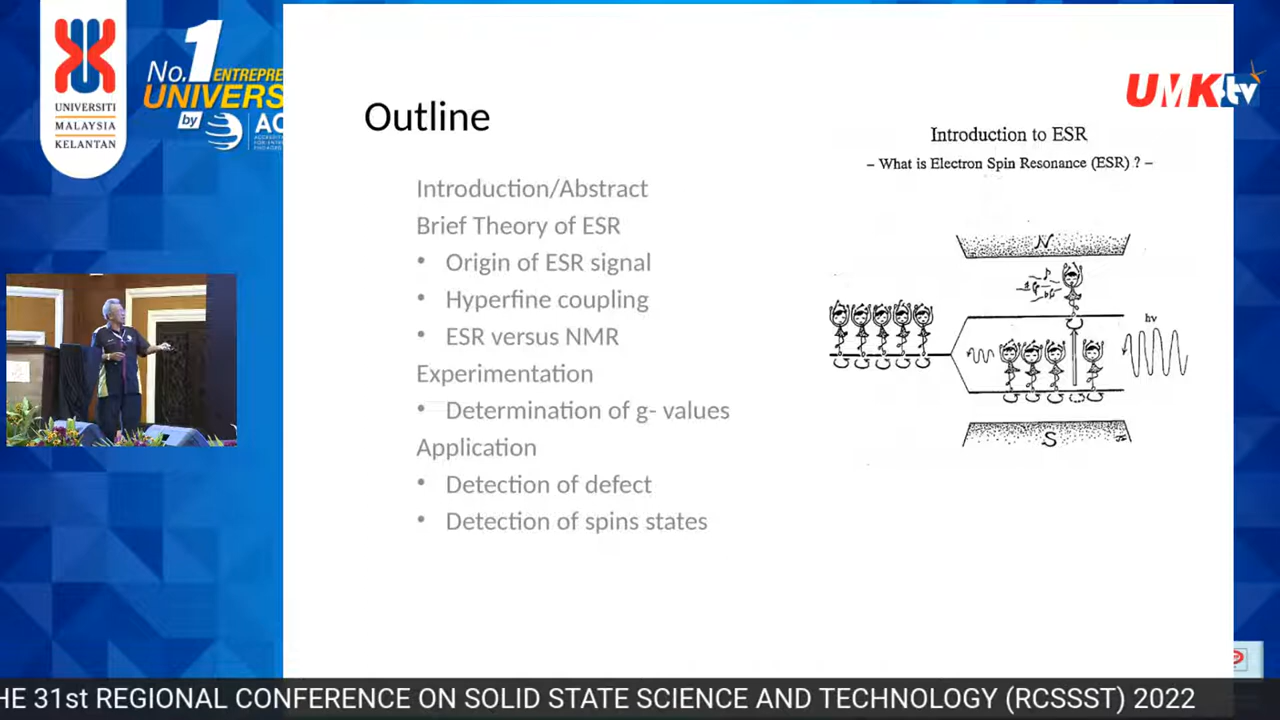 UNIVERSITI
MALAYSIA
KELANTAN
No.1 ENTREPRE
UNIVERS
by
AC
UMK tv
Outline
Introduction/Abstract
Brief Theory of ESR
• Origin of ESR signal
• Hyperfine coupling
• ESR versus NMR
Experimentation
• Determination of g- values
Application
• Detection of defect
• Detection of spins states
Introduction to ESR
– What is Electron Spin Resonance (ESR) ? –
N
hν
S
HE 31st REGIONAL CONFERENCE ON SOLID STATE SCIENCE AND TECHNOLOGY (RCSSST) 2022